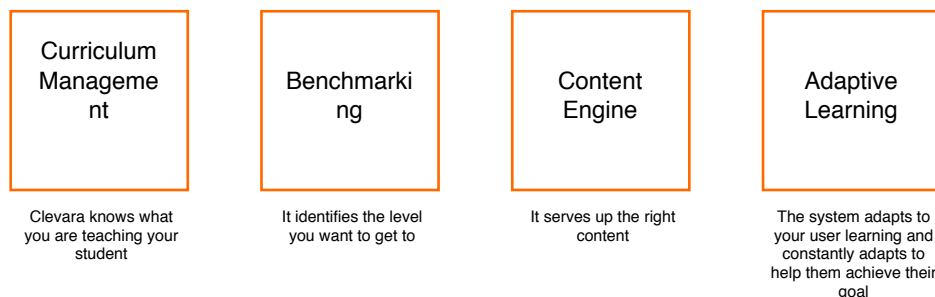 Curriculum
Manageme
nt
Benchmarki
ng
Content
Engine
Adaptive
Learning
Clevara knows what
you are teaching your
student
It identifies the level
you want to get to
It serves up the right
content
The system adapts to
your user learning and
constantly adapts to
help them achieve their
goal